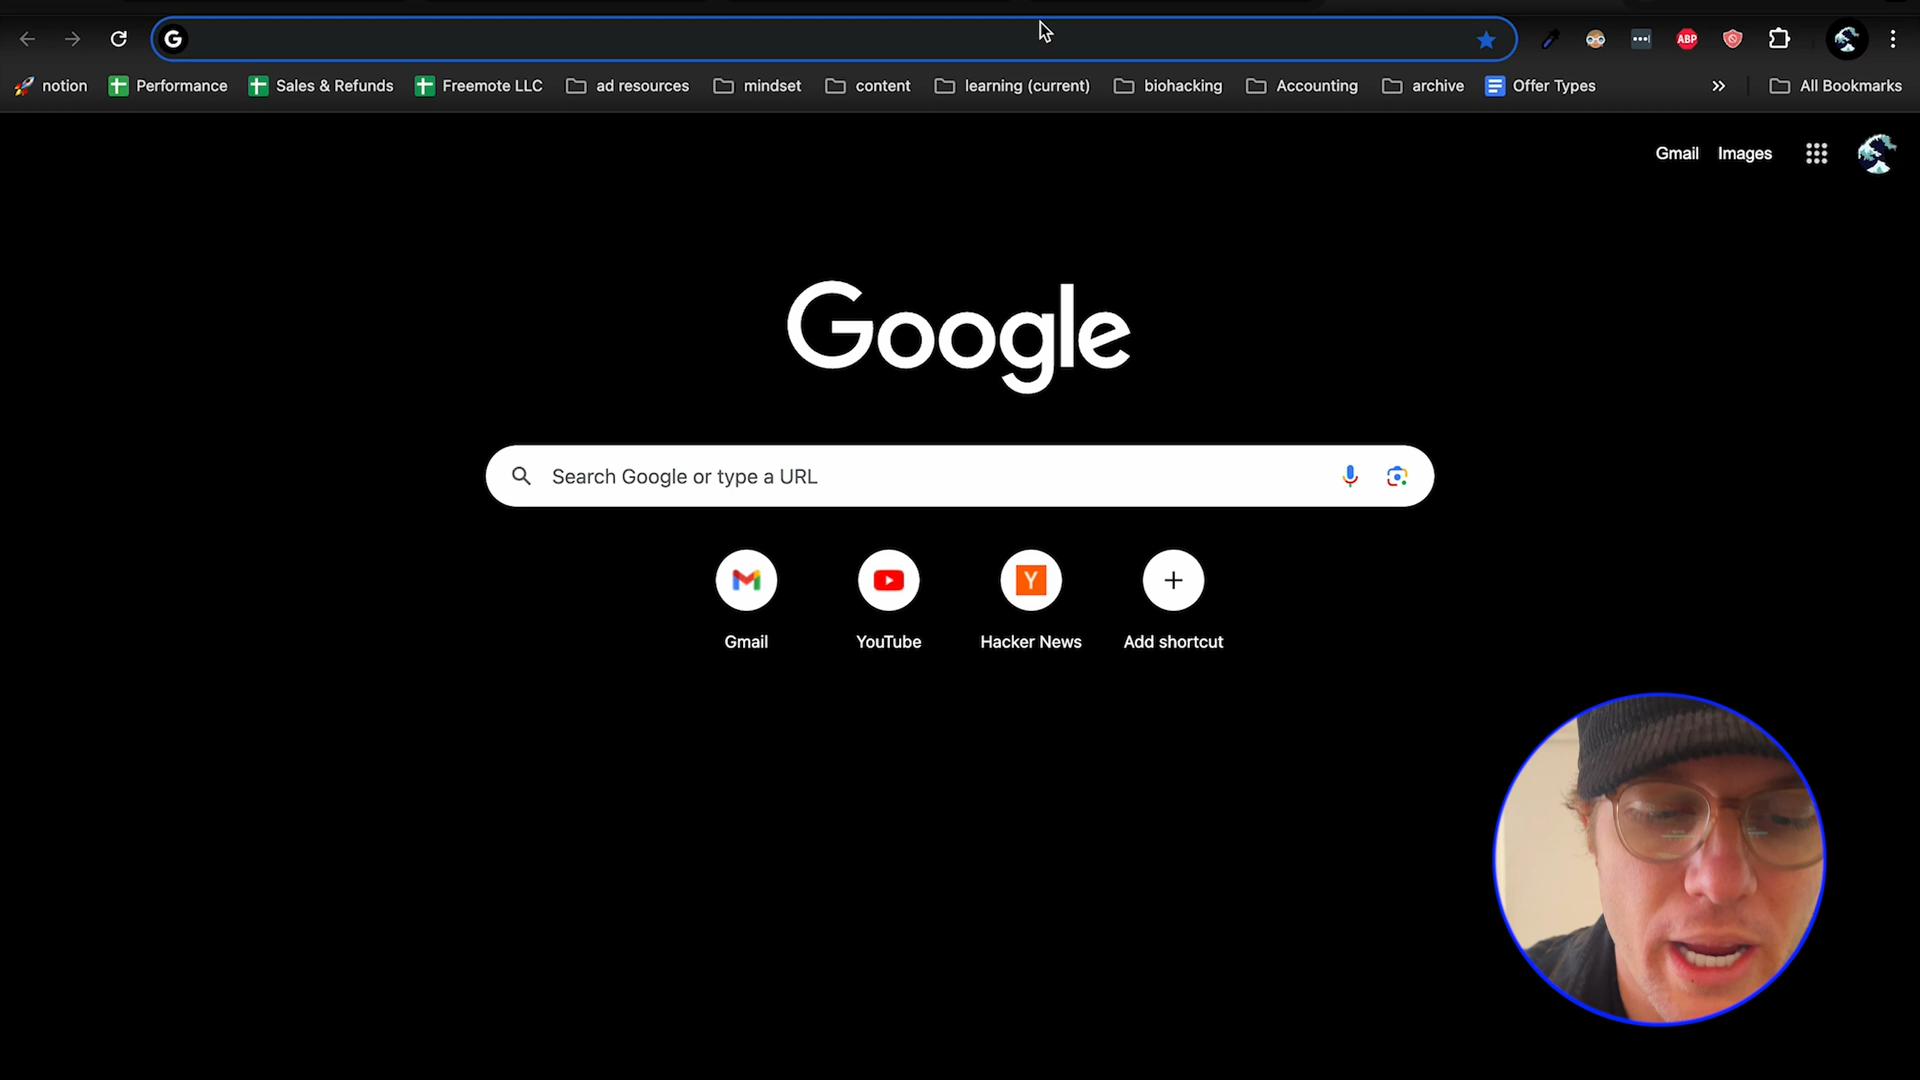 notion Performance Sales & Refunds Freemote LLC ad resources mindset content learning (current) biohacking Accounting archive Offer Types » All Bookmarks
ABP
Gmail Images
Google
Search Google or type a URL
Gmail YouTube Hacker News Add shortcut